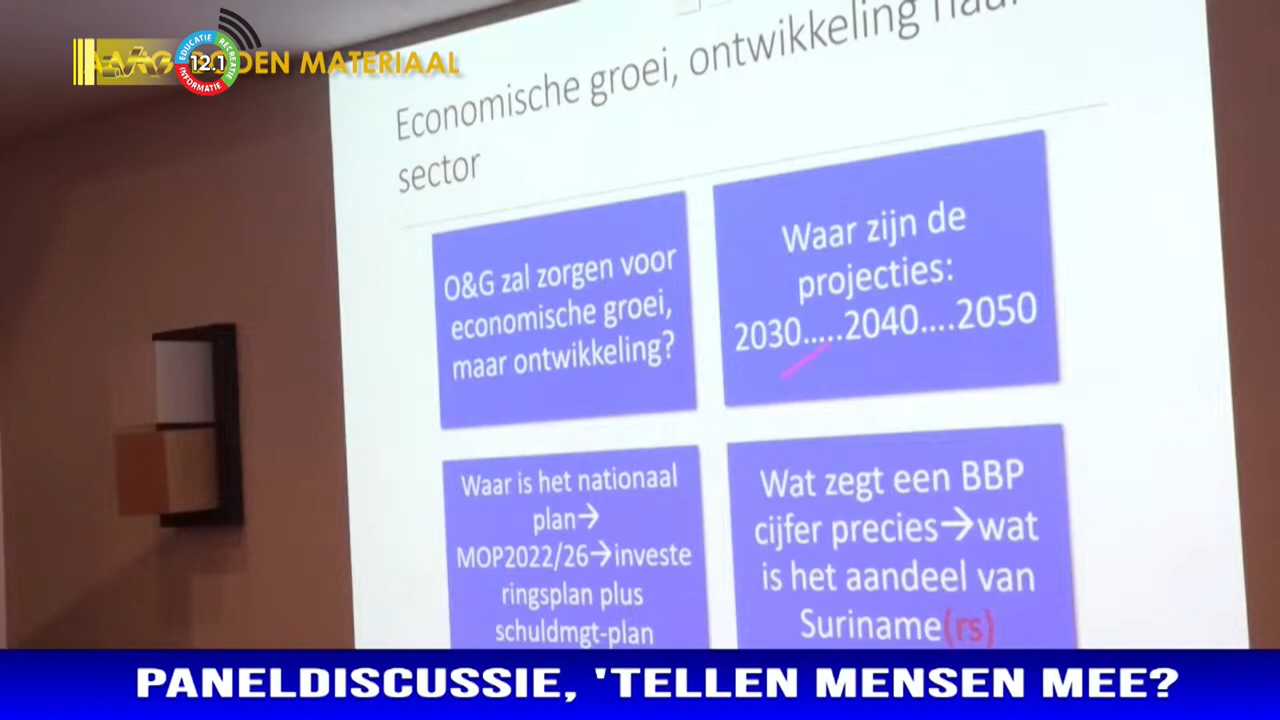 EDUCATIE
RECREATIE
INFORMATIE
12.1
DEN MATERIAAL
Economische groei, ontwikkeling naar
sector
O&G zal zorgen voor
economische groei,
maar ontwikkeling?
Waar zijn de
projecties:
2030.....2040....2050
Waar is het nationaal
plan→
MOP2022/26→investe
ringsplan plus
schuldmgt-plan
Wat zegt een BBP
cijfer precies→wat
is het aandeel van
Suriname(rs)
PANELDISCUSSIE, 'TELLEN MENSEN MEE?